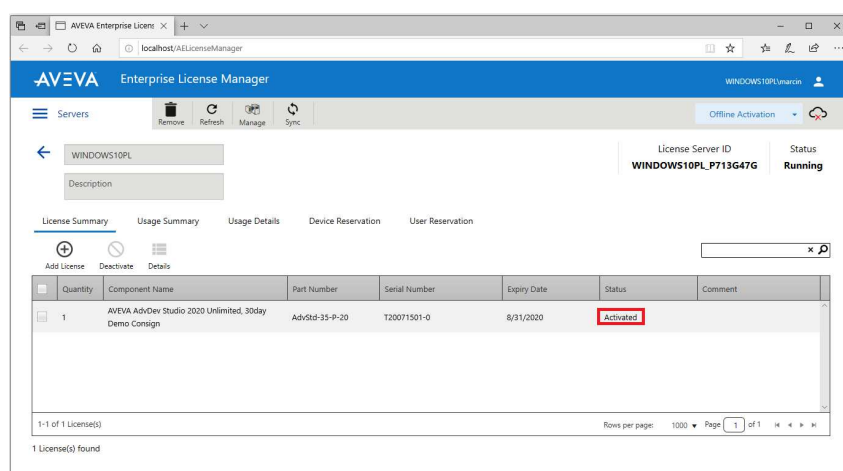 AVEVA Enterprise Licens
localhost/AELicenseManager
AVEVA Enterprise License Manager WINDOWS10PL\marcin
Servers Remove Refresh Manage Sync Offline Activation
WINDOWS10PL License Server ID Status
WINDOWS10PL_P713G47G Running
Description
License Summary Usage Summary Usage Details Device Reservation User Reservation
Add License Deactivate Details
Quantity Component Name Part Number Serial Number Expiry Date Status Comment
1 AVEVA AdvDev Studio 2020 Unlimited, 30day Demo Consign AdvStd-35-P-20 T20071501-0 8/31/2020 Activated
1-1 of 1 License(s) Rows per page: 1000 Page 1 of 1
1 License(s) found